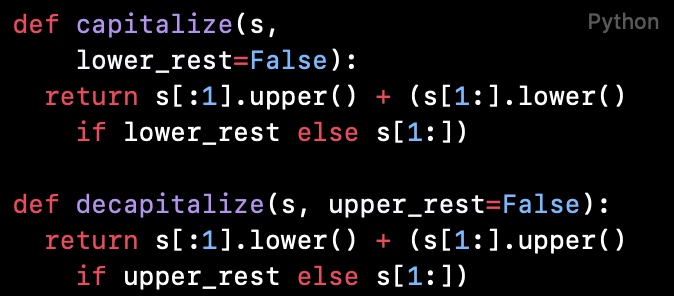 Python
def capitalize(s,
    lower_rest=False):
  return s[:1].upper() + (s[1:].lower()
    if lower_rest else s[1:])

def decapitalize(s, upper_rest=False):
  return s[:1].lower() + (s[1:].upper()
    if upper_rest else s[1:])